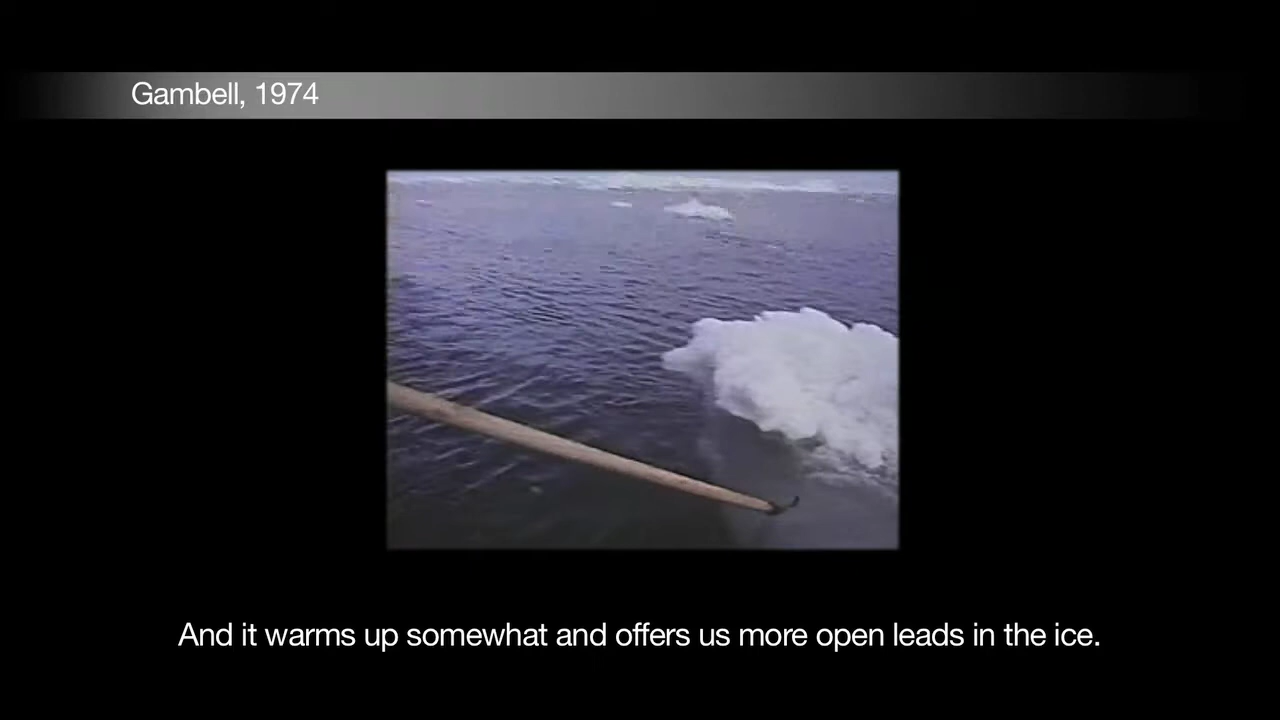 Gambell, 1974
And it warms up somewhat and offers us more open leads in the ice.